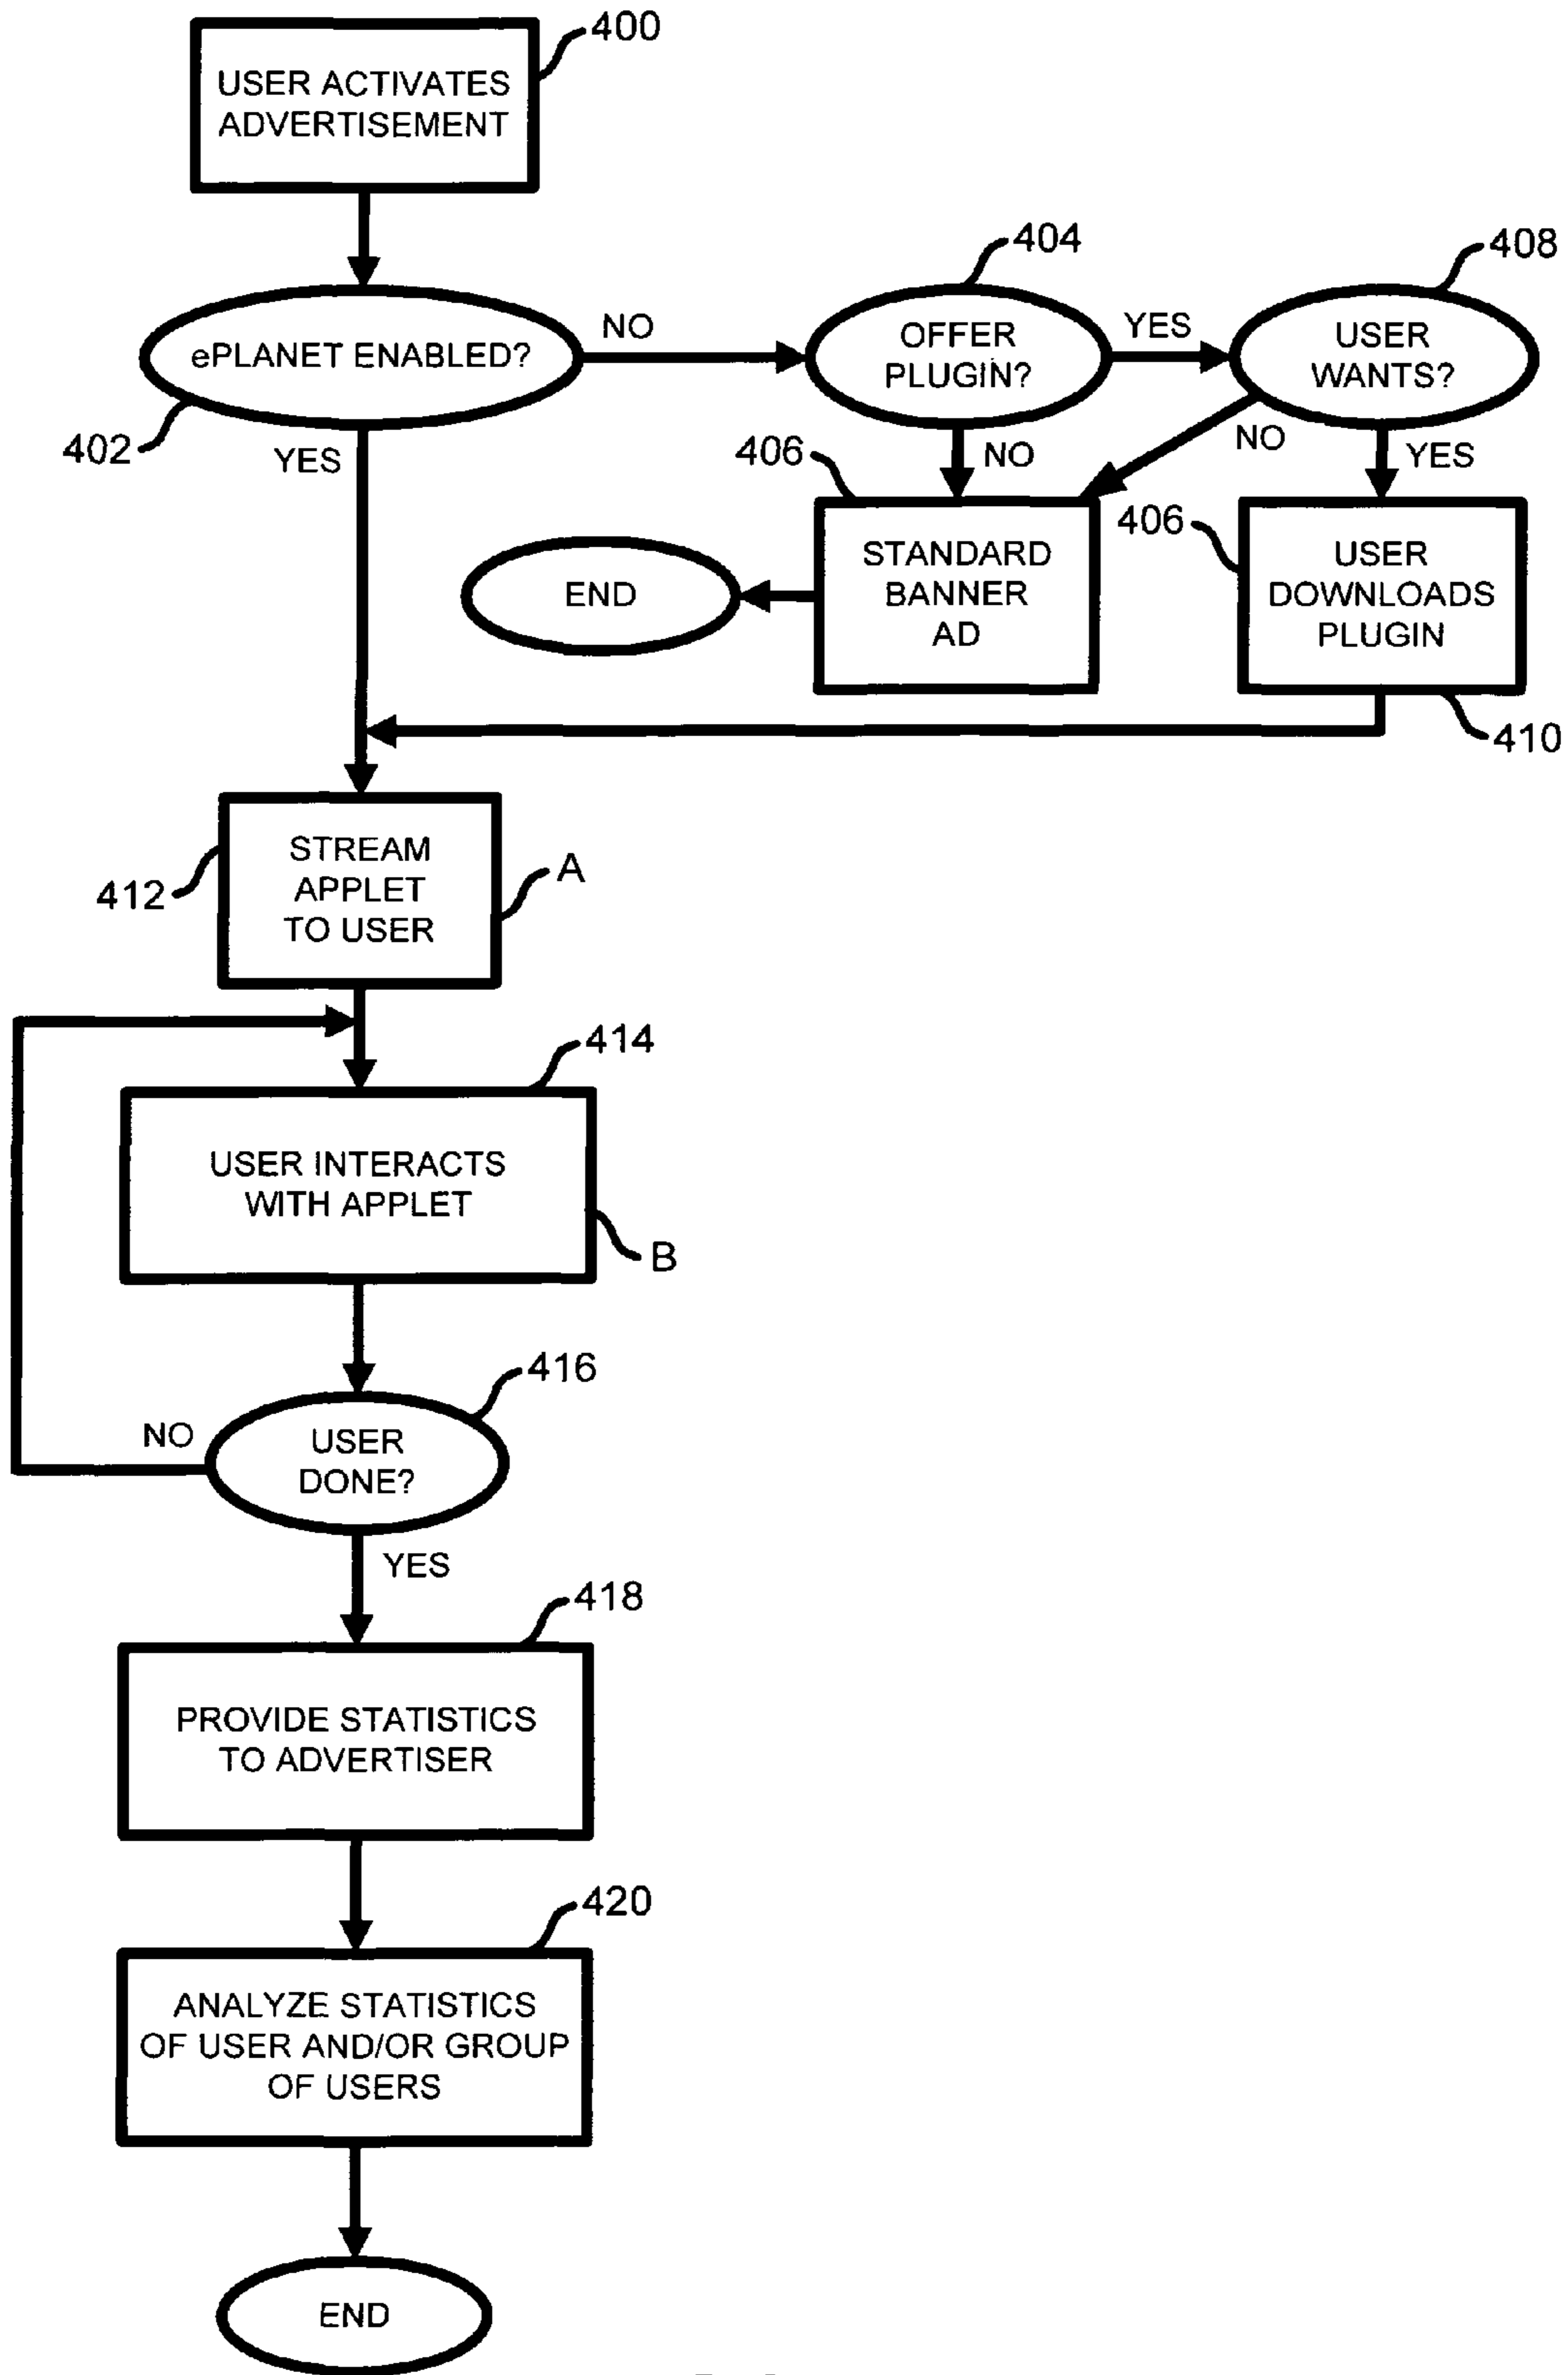 400
USER ACTIVATES
ADVERTISEMENT
ePLANET ENABLED?
402
NO
YES
404
OFFER
PLUGIN?
YES
NO
408
USER
WANTS?
NO
YES
406
STANDARD
BANNER
AD
END
406
USER
DOWNLOADS
PLUGIN
410
STREAM
APPLET
TO USER
412
A
414
USER INTERACTS
WITH APPLET
B
416
USER
DONE?
NO
YES
418
PROVIDE STATISTICS
TO ADVERTISER
420
ANALYZE STATISTICS
OF USER AND/OR GROUP
OF USERS
END